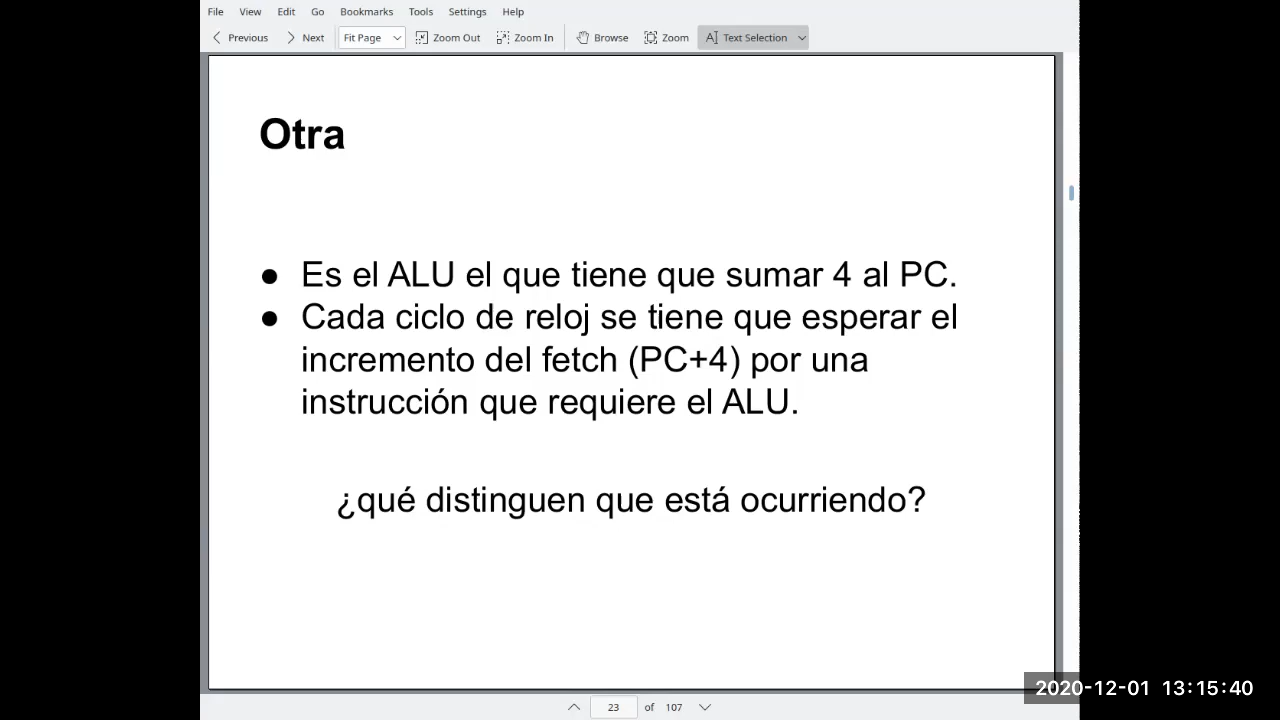 File View Edit Go Bookmarks Tools Settings Help
Previous Next Fit Page Zoom Out Zoom In Browse Zoom Text Selection
Otra
● Es el ALU el que tiene que sumar 4 al PC.
● Cada ciclo de reloj se tiene que esperar el
incremento del fetch (PC+4) por una
instrucción que requiere el ALU.
¿qué distinguen que está ocurriendo?
2020-12-01 13:15:40
23 of 107